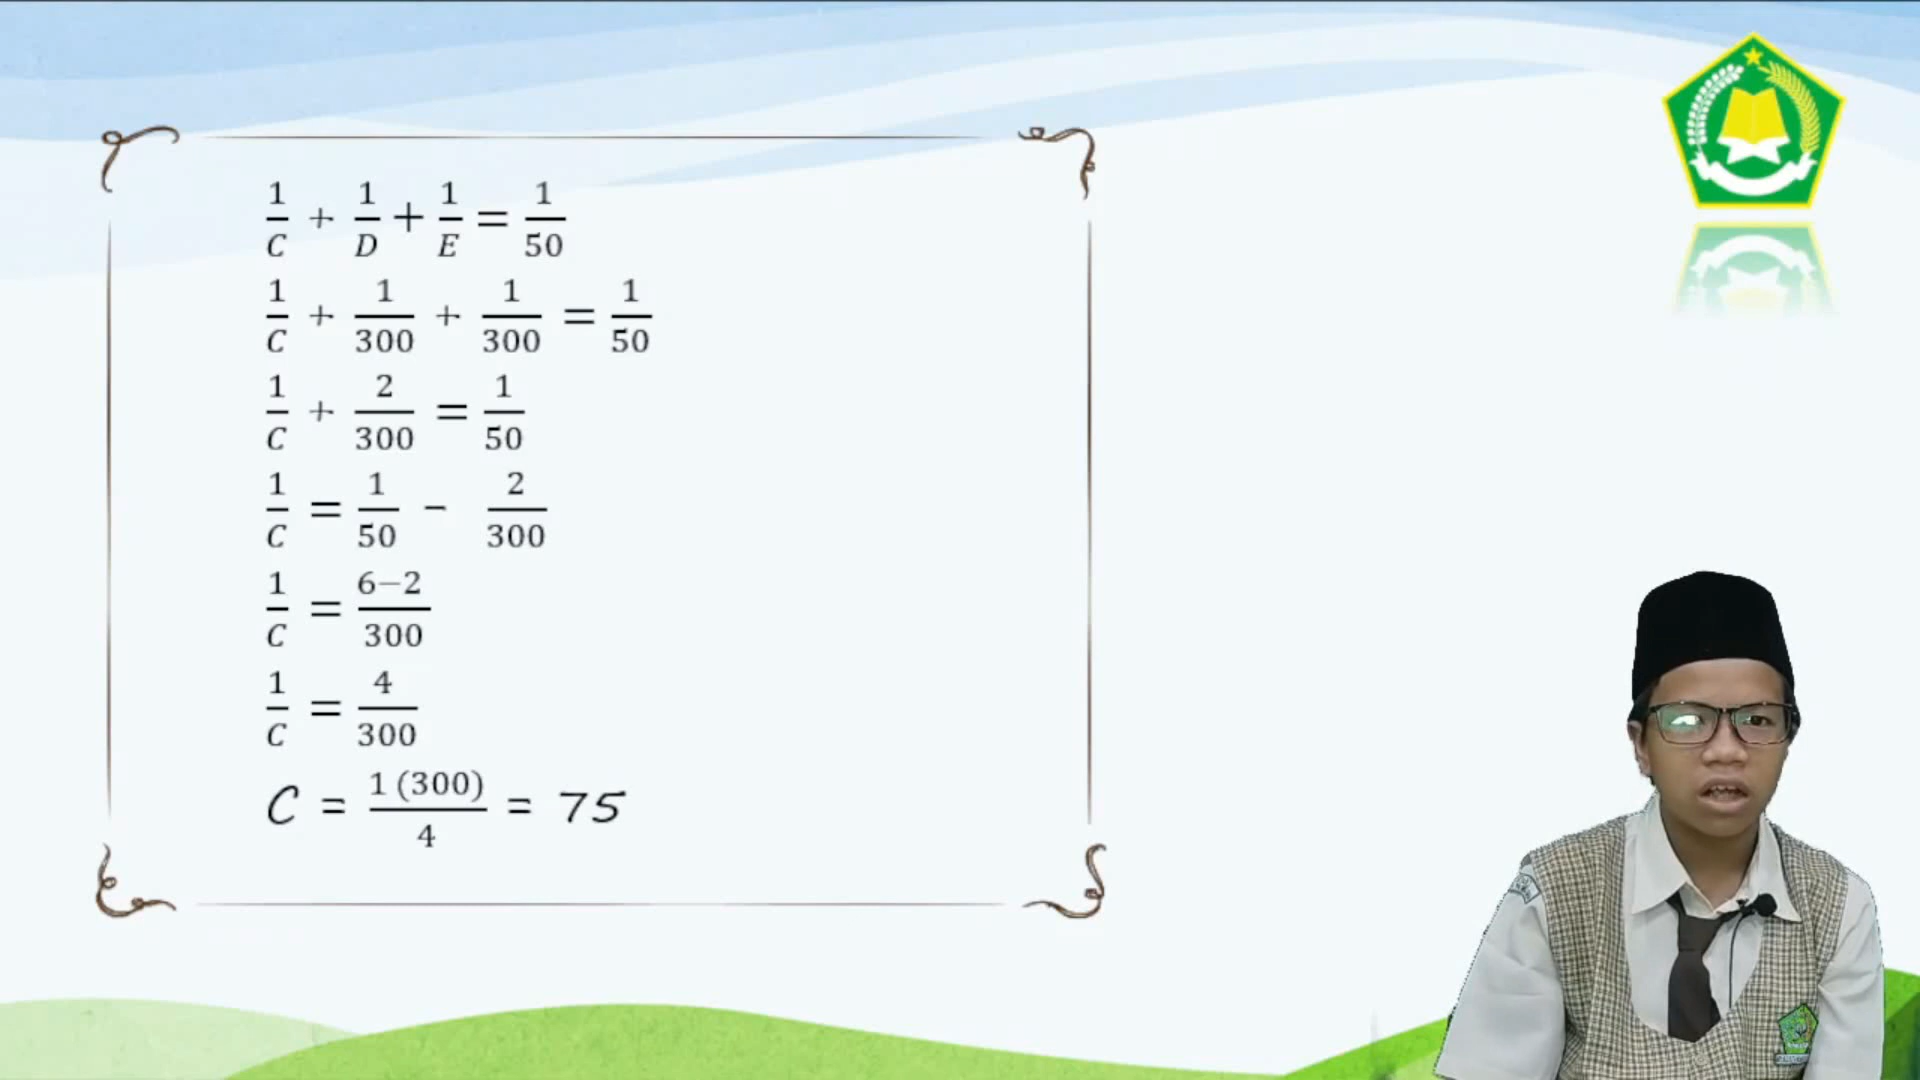 1/C + 1/D + 1/E = 1/50
1/C + 1/300 + 1/300 = 1/50
1/C + 2/300 = 1/50
1/C = 1/50 - 2/300
1/C = 6−2/300
1/C = 4/300
C = 1 (300)/4 = 75